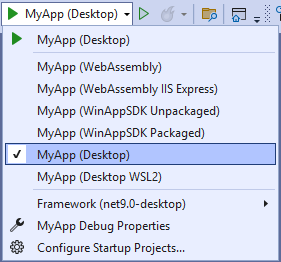 MyApp (Desktop)
MyApp (Desktop)
MyApp (WebAssembly)
MyApp (WebAssembly IIS Express)
MyApp (WinAppSDK Unpackaged)
MyApp (WinAppSDK Packaged)
MyApp (Desktop)
MyApp (Desktop WSL2)
Framework (net9.0-desktop)
MyApp Debug Properties
Configure Startup Projects...